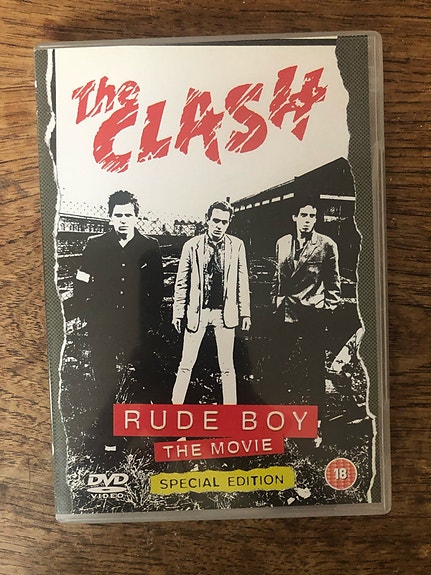 The
CLASH
RUDE BOY
THE MOVIE
SPECIAL EDITION
DVD
VIDEO
18